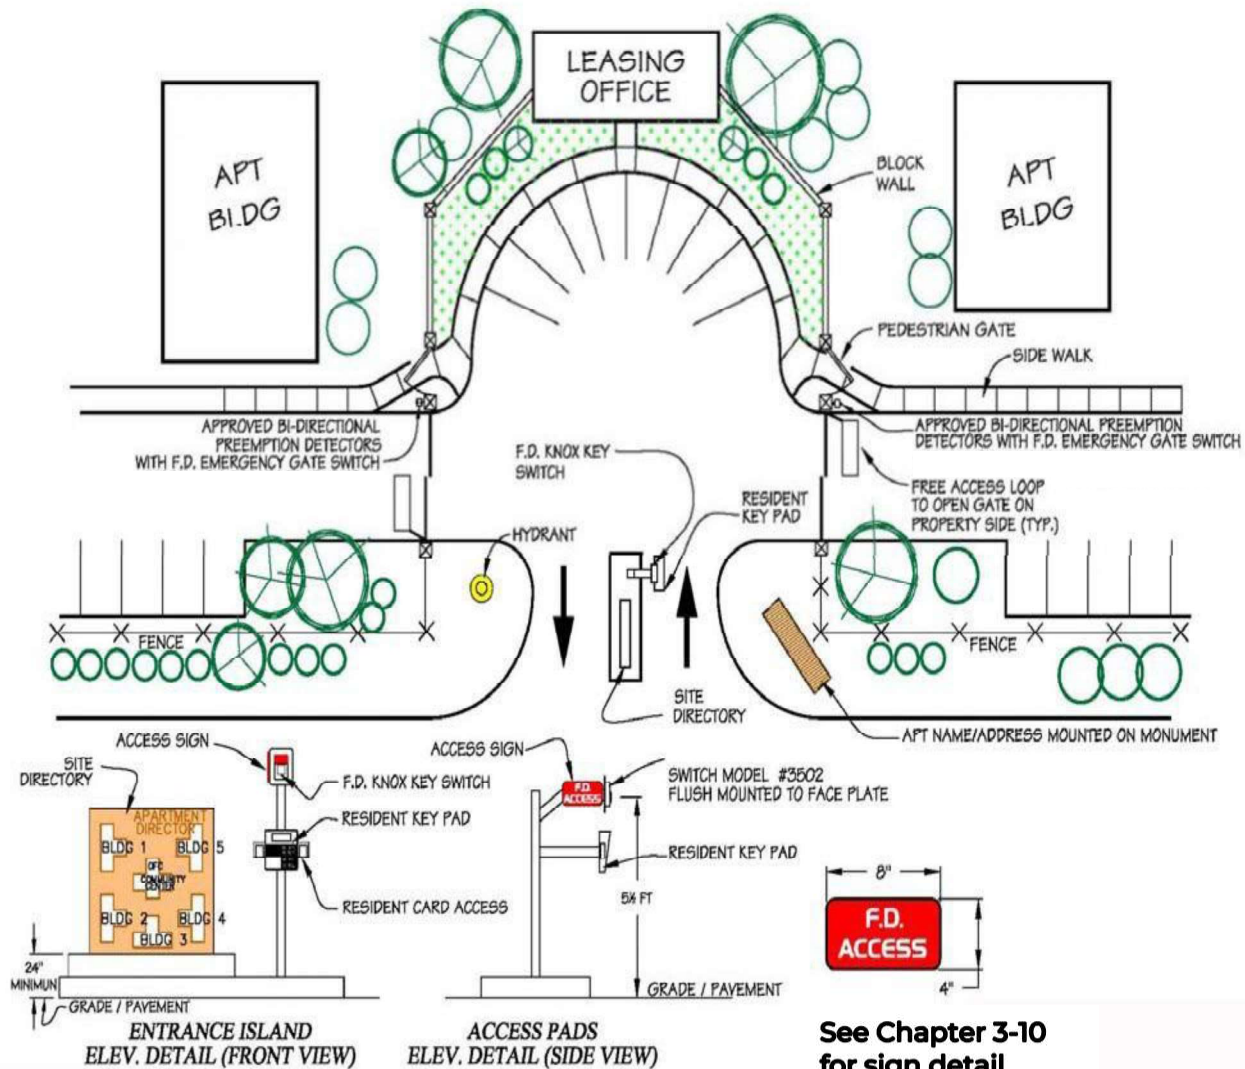 LEASING
OFFICE
APT
BLDG
APT
BLDG
BLOCK
WALL
PEDESTRIAN GATE
SIDE WALK
APPROVED BI-DIRECTIONAL
PREEMPTION DETECTORS
WITH F.D. EMERGENCY GATE SWITCH
APPROVED BI-DIRECTIONAL PREEMPTION
DETECTORS WITH F.D. EMERGENCY GATE SWITCH
F.D. KNOX KEY
SWITCH
RESIDENT
KEY PAD
FREE ACCESS LOOP
TO OPEN GATE ON
PROPERTY SIDE (TYP.)
HYDRANT
FENCE
FENCE
SITE
DIRECTORY
APT NAME/ADDRESS MOUNTED ON MONUMENT
ACCESS SIGN
SITE
DIRECTORY
F.D. KNOX KEY SWITCH
RESIDENT KEY PAD
RESIDENT CARD ACCESS
APARTMENT
DIRECTOR
BLDG 1
BLDG 5
OFC
COMMUNITY
CENTER
BLDG 2
BLDG 4
BLDG 3
24"
MINIMUN
GRADE / PAVEMENT
ENTRANCE ISLAND
ELEV. DETAIL (FRONT VIEW)
ACCESS SIGN
F.D.
ACCESS
SWITCH MODEL #3502
FLUSH MOUNTED TO FACE PLATE
RESIDENT KEY PAD
5½ FT
GRADE / PAVEMENT
ACCESS PADS
ELEV. DETAIL (SIDE VIEW)
8"
F.D.
ACCESS
4"
See Chapter 3-10
for sign detail